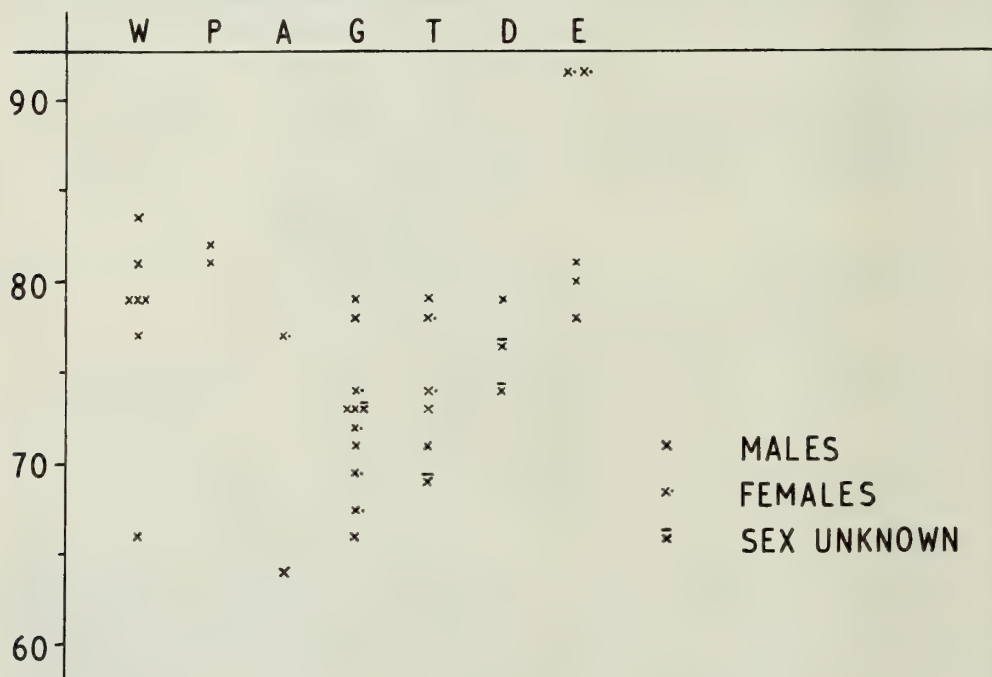 W P A G T D E
90
80
70
60
MALES
FEMALES
SEX UNKNOWN